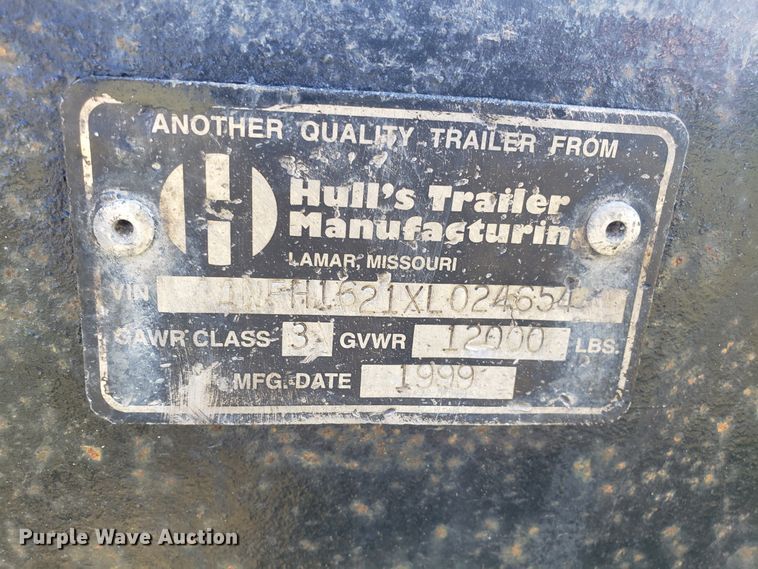 ANOTHER QUALITY TRAILER FROM
Hull's Trailer
Manufacturin
LAMAR, MISSOURI
VIN 1NFH1621XL024654
GAWR CLASS 3 GVWR 12000 LBS.
MFG. DATE 1999
Purple Wave Auction